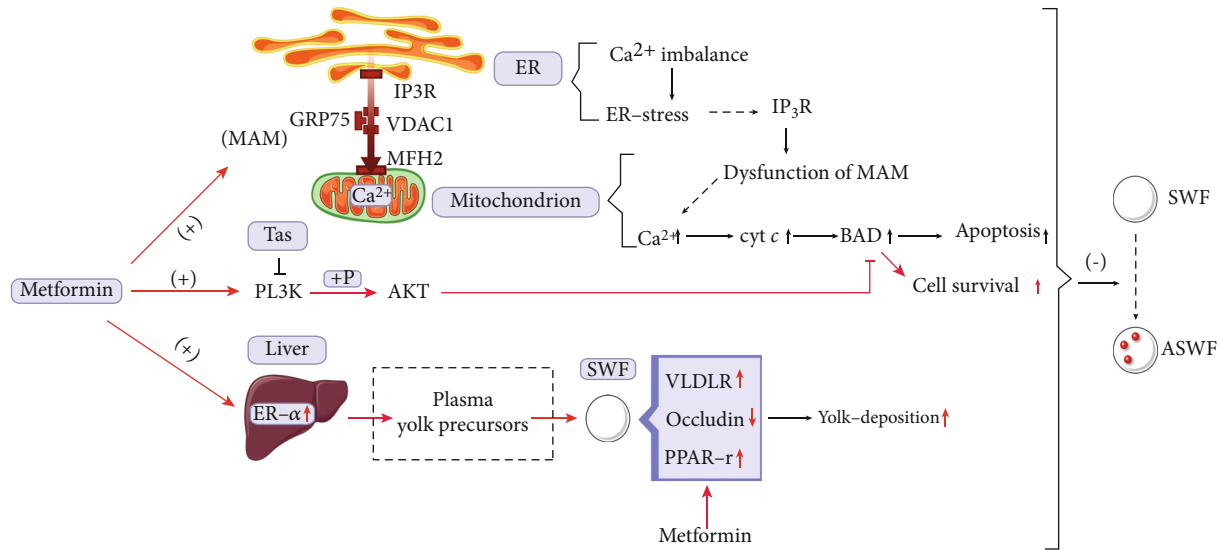 ER
Ca2+ imbalance
IP3R
ER–stress
IP3R
GRP75
VDAC1
(MAM)
MFH2
Dysfunction of MAM
Ca2+
Mitochondrion
SWF
(+)
Tas
Ca2+
cyt c
BAD
Apoptosis
(-)
Metformin
(+)
PL3K
+P
AKT
Cell survival
(+)
Liver
ASWF
SWF
VLDLR
ER–α
Plasma
yolk precursors
Occludin
Yolk–deposition
PPAR–r
Metformin